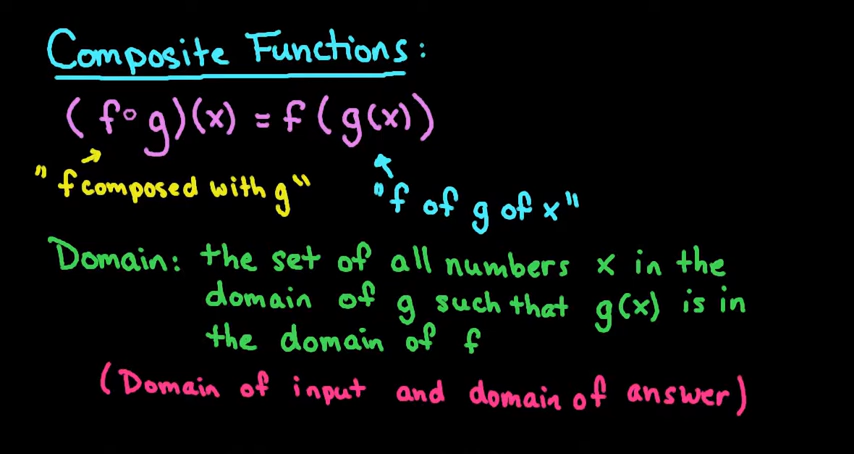 Composite Functions:
(f∘g)(x) = f(g(x))
"f composed with g"
"f of g of x"
Domain: the set of all numbers x in the
domain of g such that g(x) is in
the domain of f
(Domain of input and domain of answer)